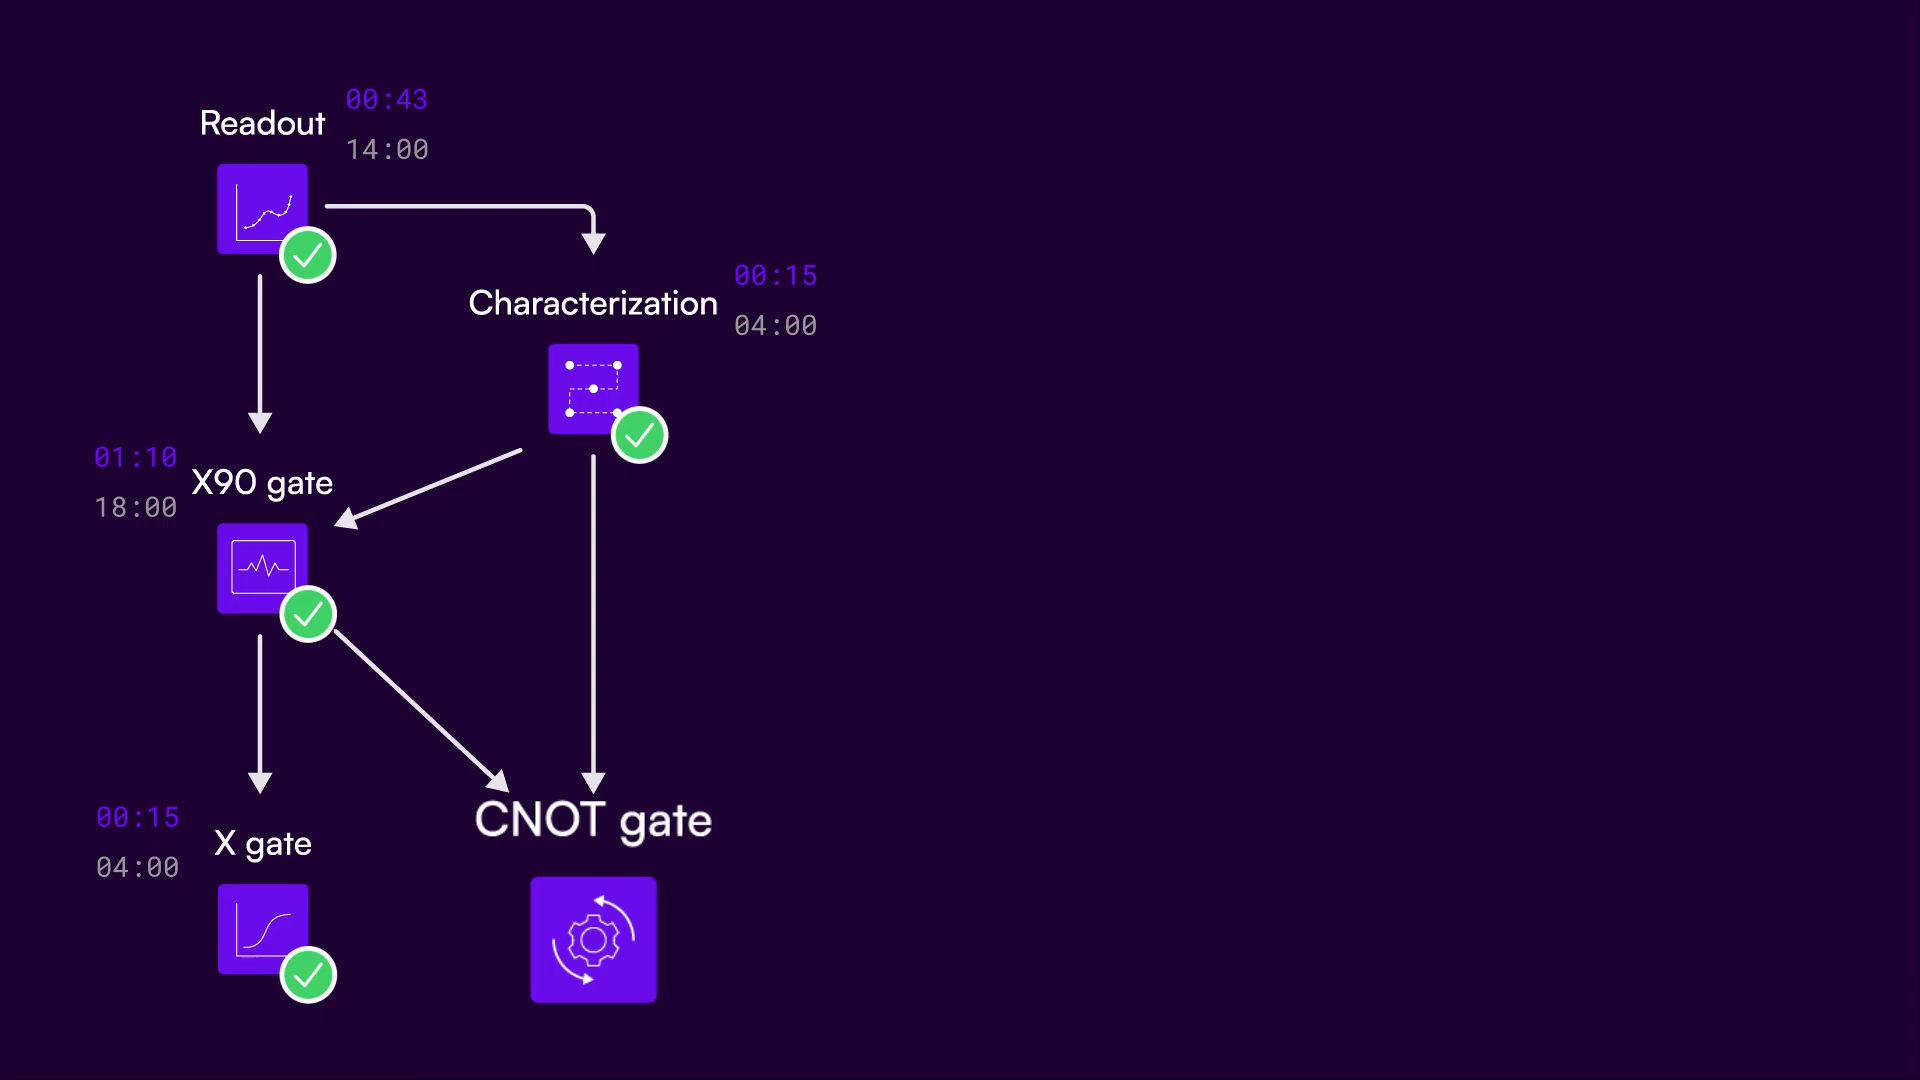 Readout
00:43
14:00
Characterization
00:15
04:00
01:10
18:00
X90 gate
00:15
04:00
X gate
CNOT gate